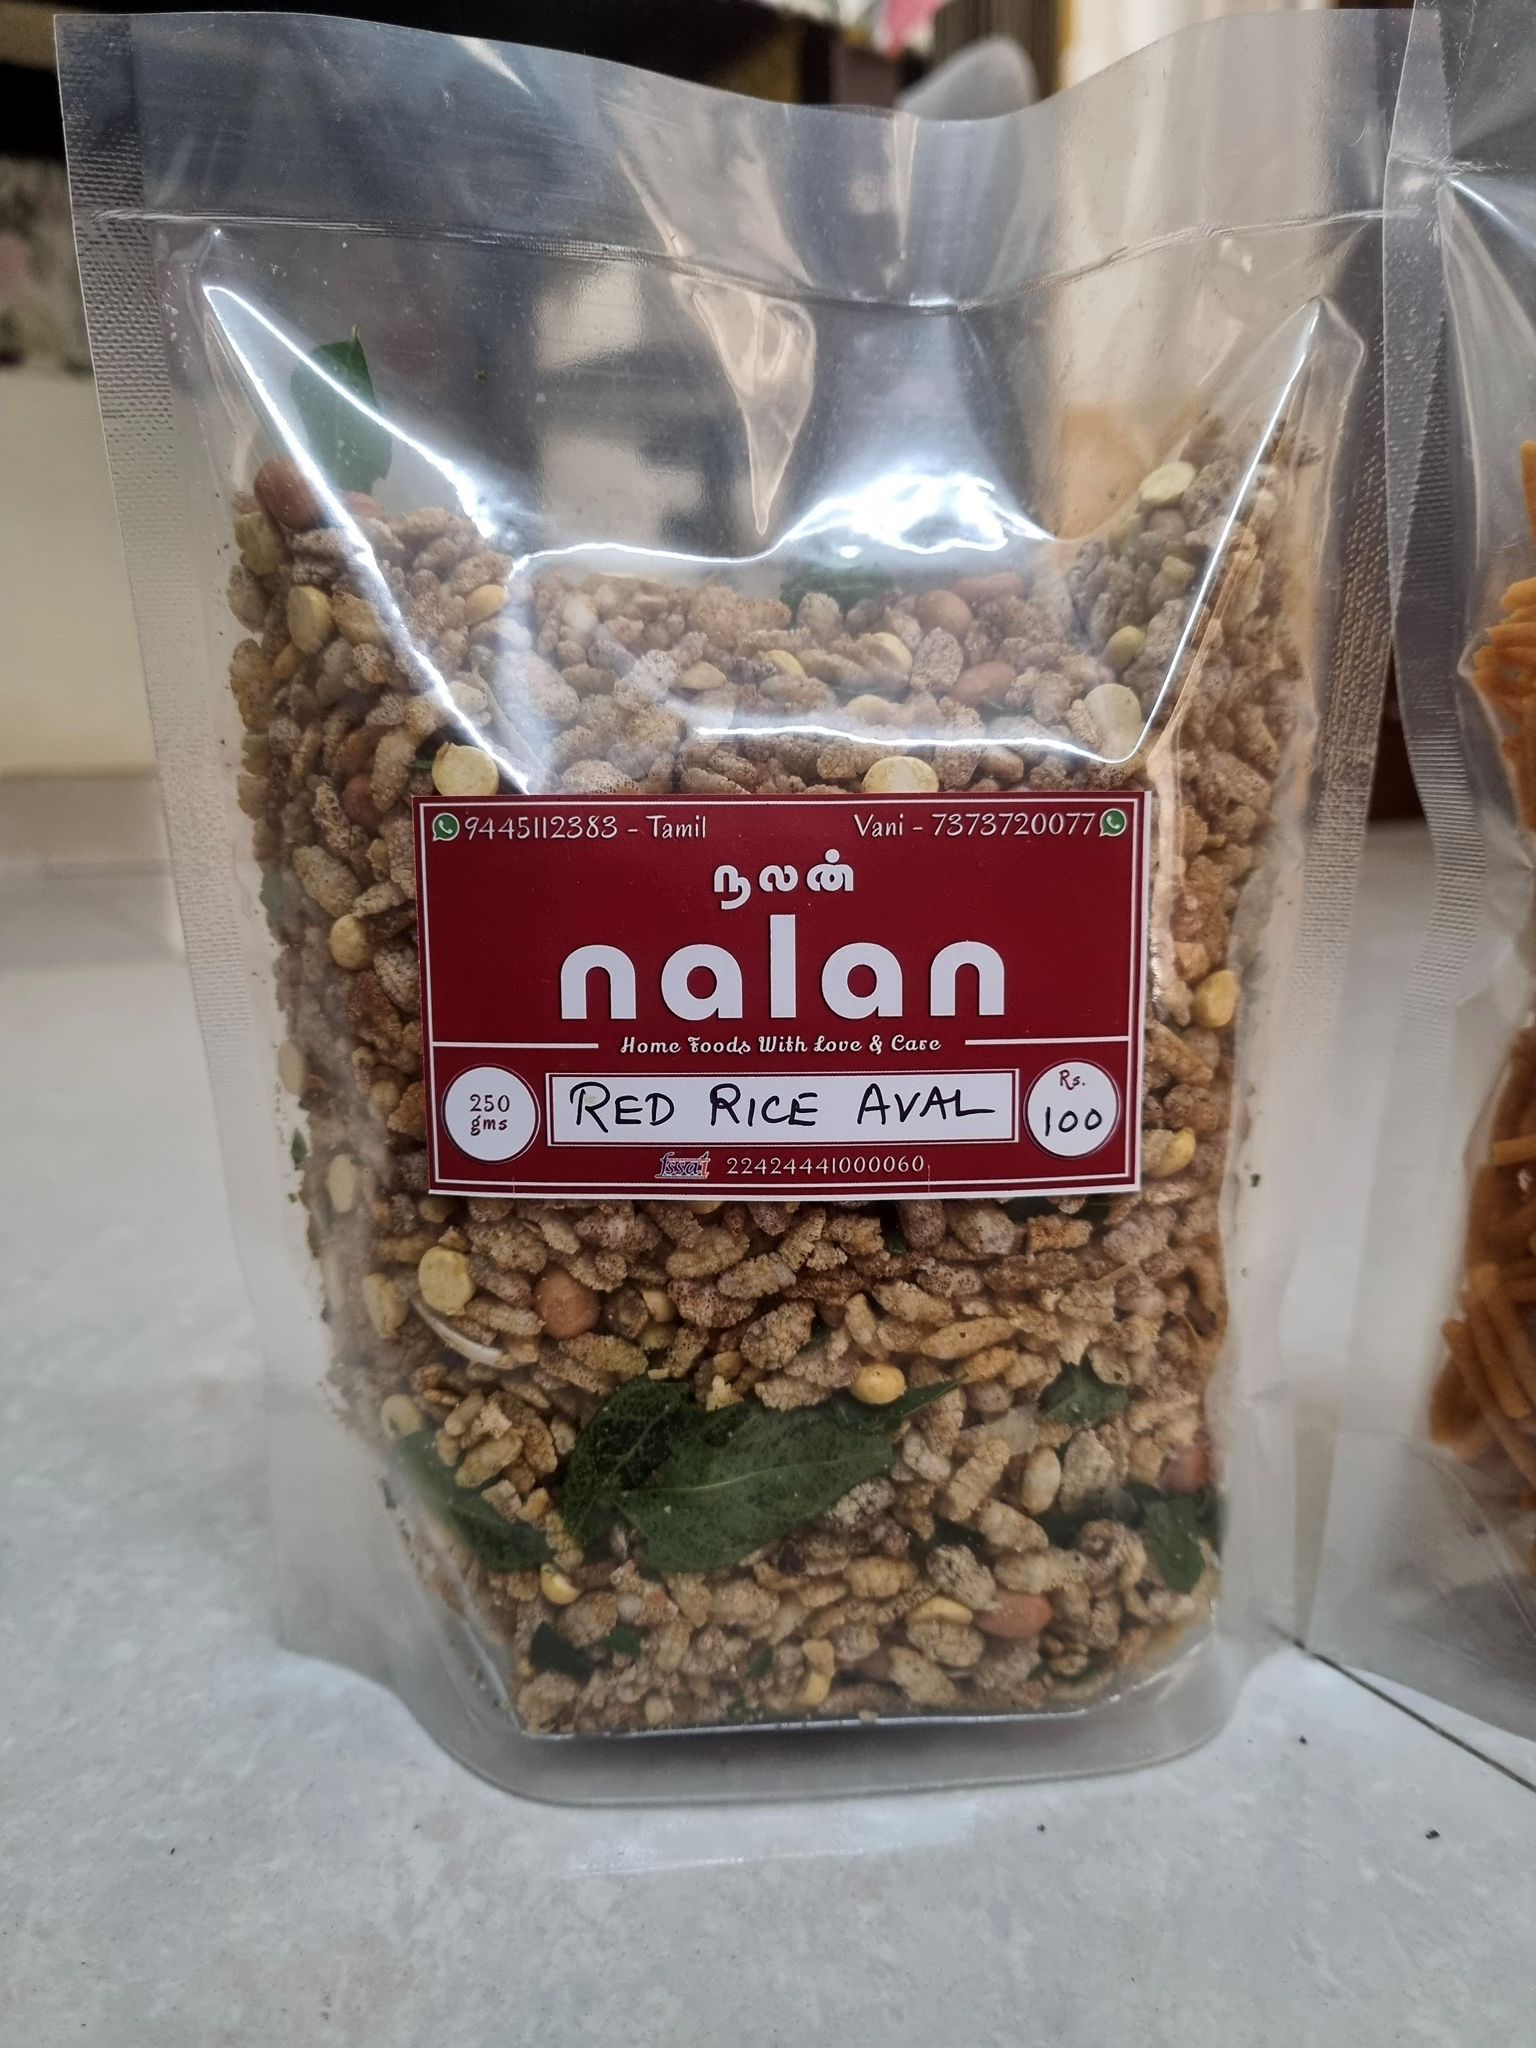 9445112383 - Tamil
Vani - 7373720077
நலன்
nalan
Home Foods With Love & Care
250
gms
RED RICE AVAL
Rs.
100
fssai 22424441000060